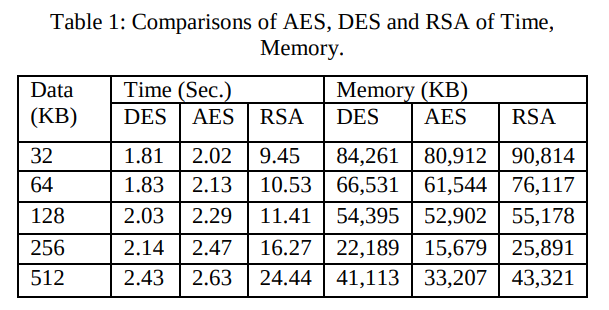 Table 1: Comparisons of AES, DES and RSA of Time,
Memory.
Data (KB) Time (Sec.) Memory (KB)
DES AES RSA DES AES RSA
32 1.81 2.02 9.45 84,261 80,912 90,814
64 1.83 2.13 10.53 66,531 61,544 76,117
128 2.03 2.29 11.41 54,395 52,902 55,178
256 2.14 2.47 16.27 22,189 15,679 25,891
512 2.43 2.63 24.44 41,113 33,207 43,321